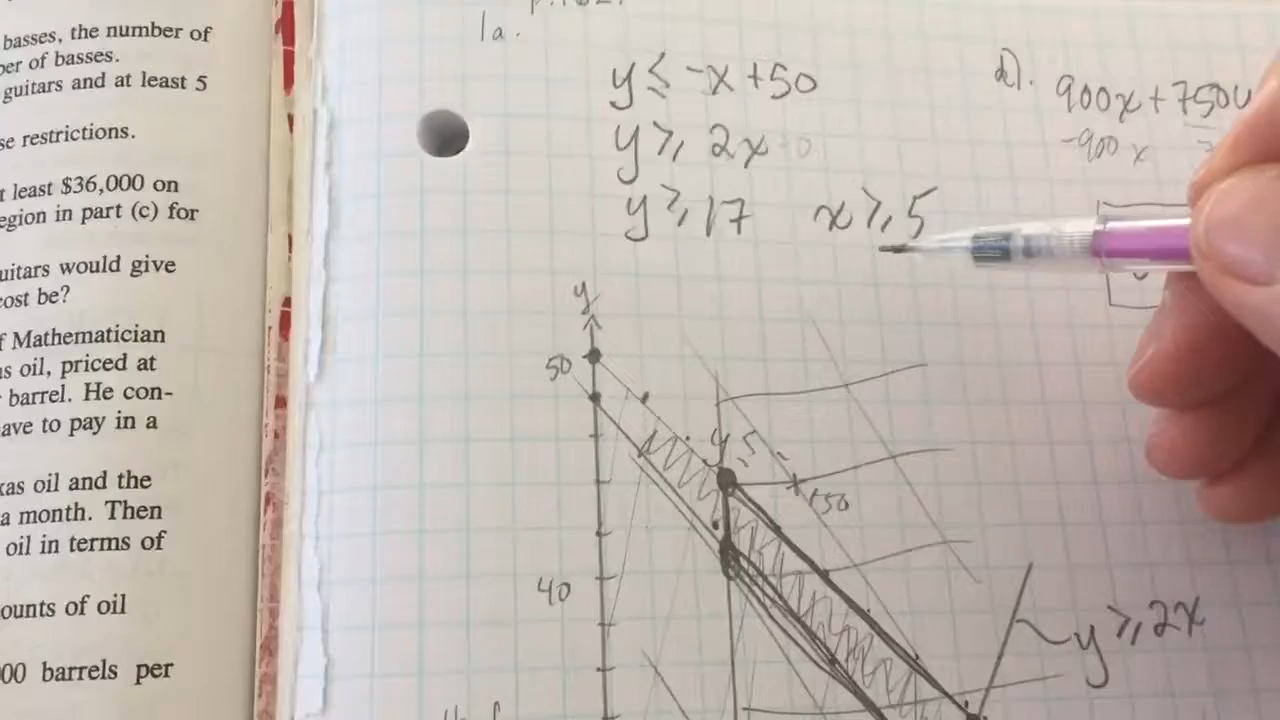 basses, the number of
ber of basses.
guitars and at least 5
se restrictions.
t least $36,000 on
egion in part (c) for
uitars would give
cost be?
f Mathematician
as oil, priced at
barrel. He con-
ave to pay in a
xas oil and the
a month. Then
oil in terms of
ounts of oil
00 barrels per
1a.
y ≤ -x + 50
y ≥ 2x
y ≥ 17 x ≥ 5
d). 900x + 750
-900x
y
50
y ≤ -
+50
40
y ≥ 2x